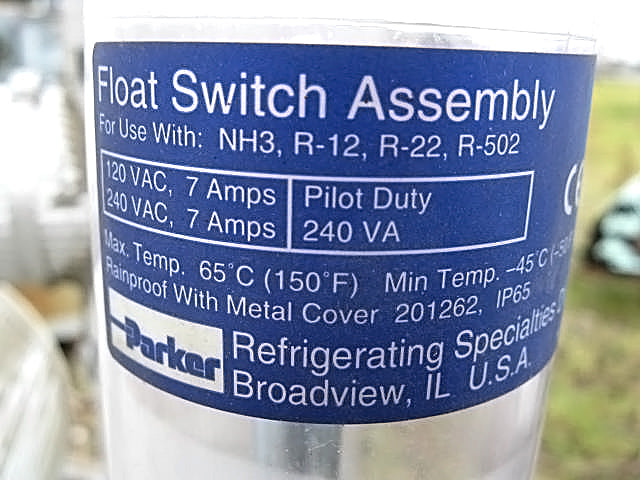 Float Switch Assembly
For Use With: NH3, R-12, R-22, R-502
120 VAC, 7 Amps
240 VAC, 7 Amps
Pilot Duty
240 VA
CE
Max. Temp. 65°C (150°F) Min Temp. –45°C (–50
Rainproof With Metal Cover 201262, IP65
Parker
Refrigerating Specialties
Broadview, IL U.S.A.